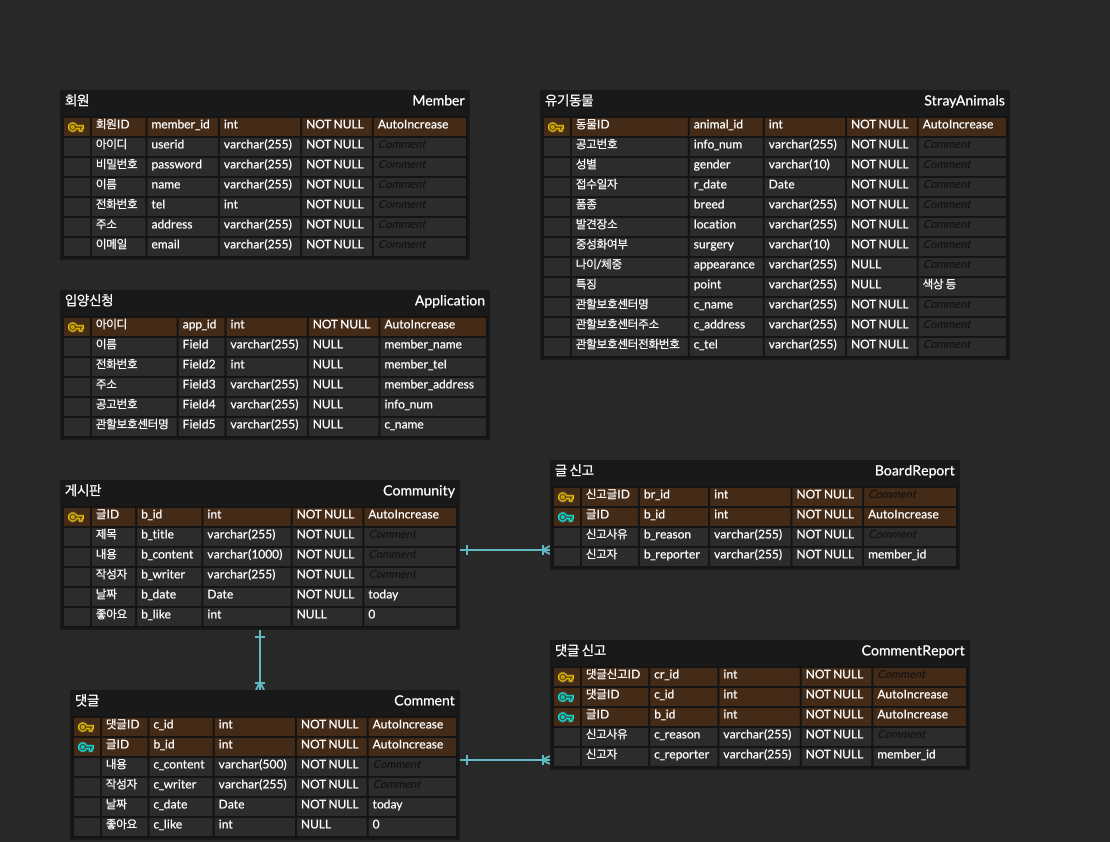 회원 Member
회원ID member_id int NOT NULL AutoIncrease
아이디 userid varchar(255) NOT NULL Comment
비밀번호 password varchar(255) NOT NULL Comment
이름 name varchar(255) NOT NULL Comment
전화번호 tel int NOT NULL Comment
주소 address varchar(255) NOT NULL Comment
이메일 email varchar(255) NOT NULL Comment
유기동물 StrayAnimals
동물ID animal_id int NOT NULL AutoIncrease
공고번호 info_num varchar(255) NOT NULL Comment
성별 gender varchar(10) NOT NULL Comment
접수일자 r_date Date NOT NULL Comment
품종 breed varchar(255) NOT NULL Comment
발견장소 location varchar(255) NOT NULL Comment
중성화여부 surgery varchar(10) NOT NULL Comment
나이/체중 appearance varchar(255) NULL Comment
특징 point varchar(255) NULL 색상 등
관할보호센터명 c_name varchar(255) NOT NULL Comment
관할보호센터주소 c_address varchar(255) NOT NULL Comment
관할보호센터전화번호 c_tel varchar(255) NOT NULL Comment
입양신청 Application
아이디 app_id int NOT NULL AutoIncrease
이름 Field varchar(255) NULL member_name
전화번호 Field2 int NULL member_tel
주소 Field3 varchar(255) NULL member_address
공고번호 Field4 varchar(255) NULL info_num
관할보호센터명 Field5 varchar(255) NULL c_name
게시판 Community
글ID b_id int NOT NULL AutoIncrease
제목 b_title varchar(255) NOT NULL Comment
내용 b_content varchar(1000) NOT NULL Comment
작성자 b_writer varchar(255) NOT NULL Comment
날짜 b_date Date NOT NULL today
좋아요 b_like int NULL 0
글 신고 BoardReport
신고글ID br_id int NOT NULL Comment
글ID b_id int NOT NULL AutoIncrease
신고사유 b_reason varchar(255) NOT NULL Comment
신고자 b_reporter varchar(255) NOT NULL member_id
댓글 Comment
댓글ID c_id int NOT NULL AutoIncrease
글ID b_id int NOT NULL AutoIncrease
내용 c_content varchar(500) NOT NULL Comment
작성자 c_writer varchar(255) NOT NULL Comment
날짜 c_date Date NOT NULL today
좋아요 c_like int NULL 0
댓글 신고 CommentReport
댓글신고ID cr_id int NOT NULL Comment
댓글ID c_id int NOT NULL AutoIncrease
글ID b_id int NOT NULL AutoIncrease
신고사유 c_reason varchar(255) NOT NULL Comment
신고자 c_reporter varchar(255) NOT NULL member_id